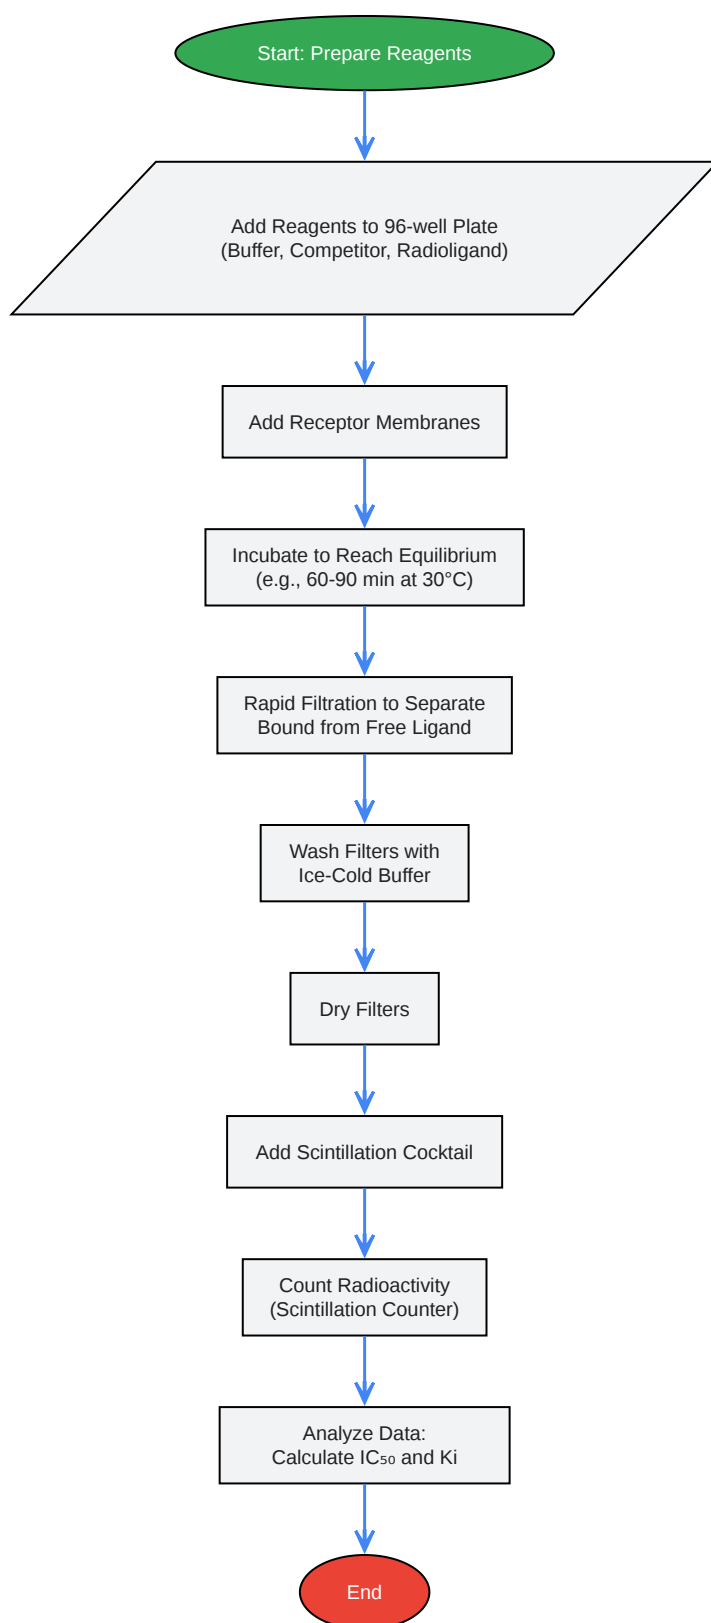 Start: Prepare Reagents
Add Reagents to 96-well Plate
(Buffer, Competitor, Radioligand)
Add Receptor Membranes
Incubate to Reach Equilibrium
(e.g., 60-90 min at 30°C)
Rapid Filtration to Separate
Bound from Free Ligand
Wash Filters with
Ice-Cold Buffer
Dry Filters
Add Scintillation Cocktail
Count Radioactivity
(Scintillation Counter)
Analyze Data:
Calculate IC₅₀ and Ki
End